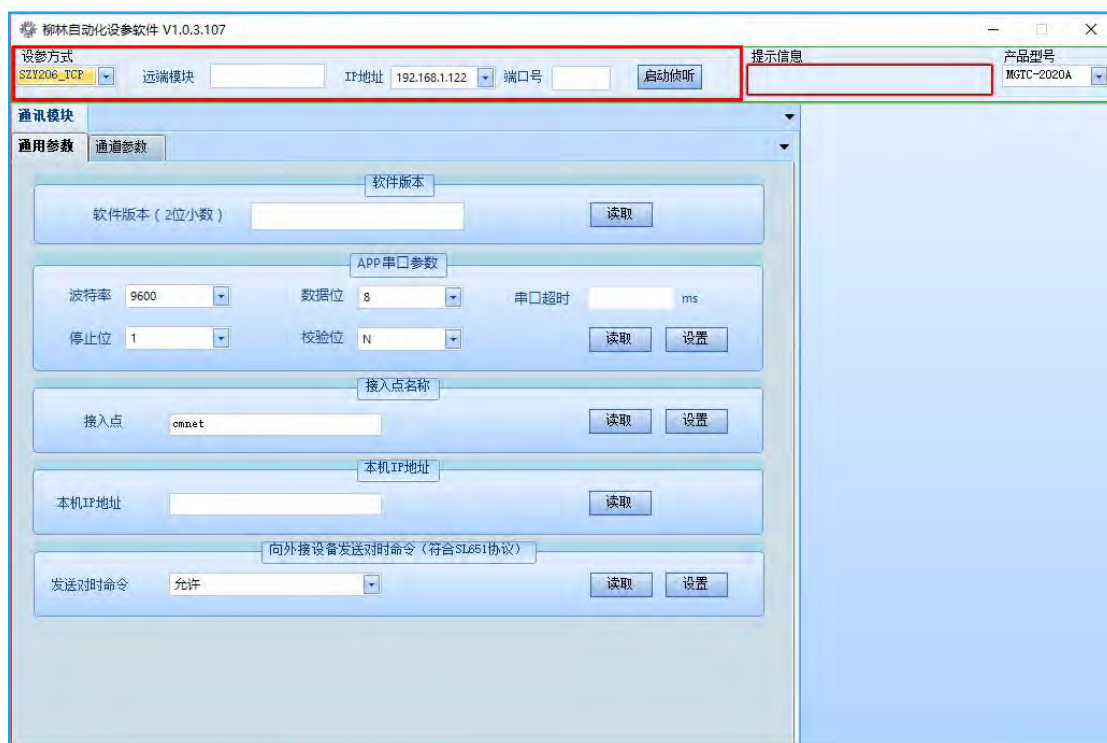 柳林自动化设参软件 V1.0.3.107
设参方式
提示信息
产品型号
SZY206_TCP 远端模块 IP地址 192.168.1.122 端口号 启动侦听 MGTC-2020A
通讯模块
通用参数 通道参数
软件版本
软件版本(2位小数) 读取
APP串口参数
波特率 9600 数据位 8 串口超时 ms
停止位 1 校验位 N 读取 设置
接入点名称
接入点 cmnet 读取 设置
本机IP地址
本机IP地址 读取
向外接设备发送对时命令(符合SL651协议)
发送对时命令 允许 读取 设置